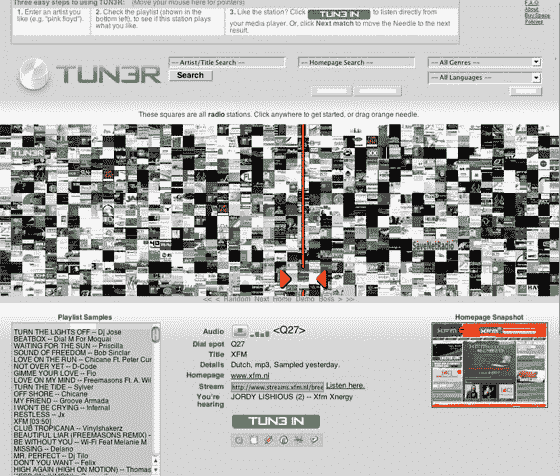 Three easy steps to using TUN3R: (Move your mouse here for pointers)
1. Enter an artist you like (e.g. "pink floyd").
2. Check the playlist (shown in the bottom left), to see if this station plays what you like.
3. Like the station? Click TUN3 IN to listen directly from your media player. Or, click Next match to move the Needle to the next result.
F.A.Q.
About
Policies
TUN3R
--- Artist/Title Search ---
--- Homepage Search ---
--- All Genres ---
Search
--- All Languages ---
These squares are all radio stations. Click anywhere to get started, or drag orange needle.
SaveNetRadio
<< < Random Next Home Demo Boss > >>
Playlist Samples
TURN THE LIGHTS OFF -- Dj Jose
BEATBOX -- Dial M For Moquai
WAITING FOR THE SUN -- Priscilla
SOUND OF FREEDOM -- Bob Sinclar
LOVE ON THE RUN -- Chicane Ft. Peter Cur
NOT OVER YET -- D-Code
GIMME YOUR LOVE -- Flo
LOVE ON MY MIND -- Freemasons Ft. A. Wil
TURN THE TIDE -- Sylver
OFF SHORE -- Chicane
MY FRIEND -- Groove Armada
I WON'T BE CRYING -- Infernal
RESTLESS -- Jx
XFM [03:50]
CLUB TROPICANA -- Vinylshakerz
BEAUTIFUL LIAR (FREEMASONS REMIX) -
BE WITHOUT YOU -- Wi-Fi Feat Melanie M
MISSING -- Delano
MR. PERFECT -- Dj Tilo
DON'T YOU WANT -- Felix
HIGH AGAIN (HIGH ON MOTION) -- Thomas
Audio <Q27>
Dial spot Q27
Title XFM
Details Dutch, mp3, Sampled yesterday.
Homepage www.xfm.nl
Stream http://www.streams.xfm.nl/bree Listen here.
You're hearing JORDY LISHIOUS (2) -- Xfm Xnergy
TUN3 IN
Homepage Snapshot